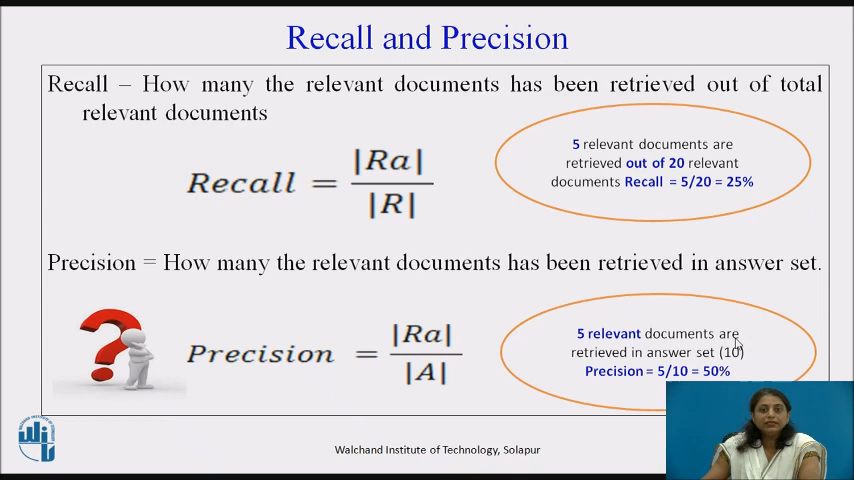 Recall and Precision
Recall – How many the relevant documents has been retrieved out of total
relevant documents
Recall = |Ra| / |R|
5 relevant documents are
retrieved out of 20 relevant
documents Recall = 5/20 = 25%
Precision = How many the relevant documents has been retrieved in answer set.
Precision = |Ra| / |A|
5 relevant documents are
retrieved in answer set (10)
Precision = 5/10 = 50%
Walchand Institute of Technology, Solapur